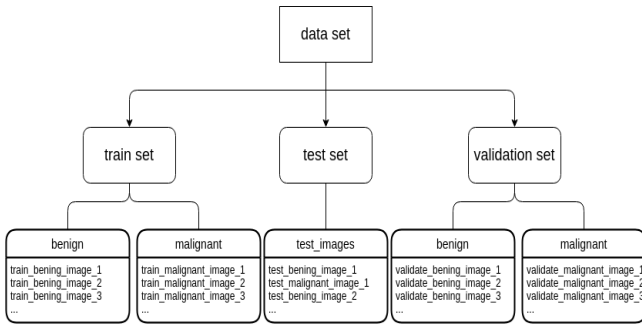 data set
train set
test set
validation set
benign
train_bening_image_1
train_bening_image_2
train_bening_image_3
...
malignant
train_malignant_image_1
train_malignant_image_2
train_malignant_image_3
...
test_images
test_bening_image_1
test_malignant_image_1
test_bening_image_2
...
benign
validate_bening_image_1
validate_bening_image_2
validate_bening_image_3
...
malignant
validate_malignant_image_1
validate_malignant_image_2
validate_malignant_image_3
...